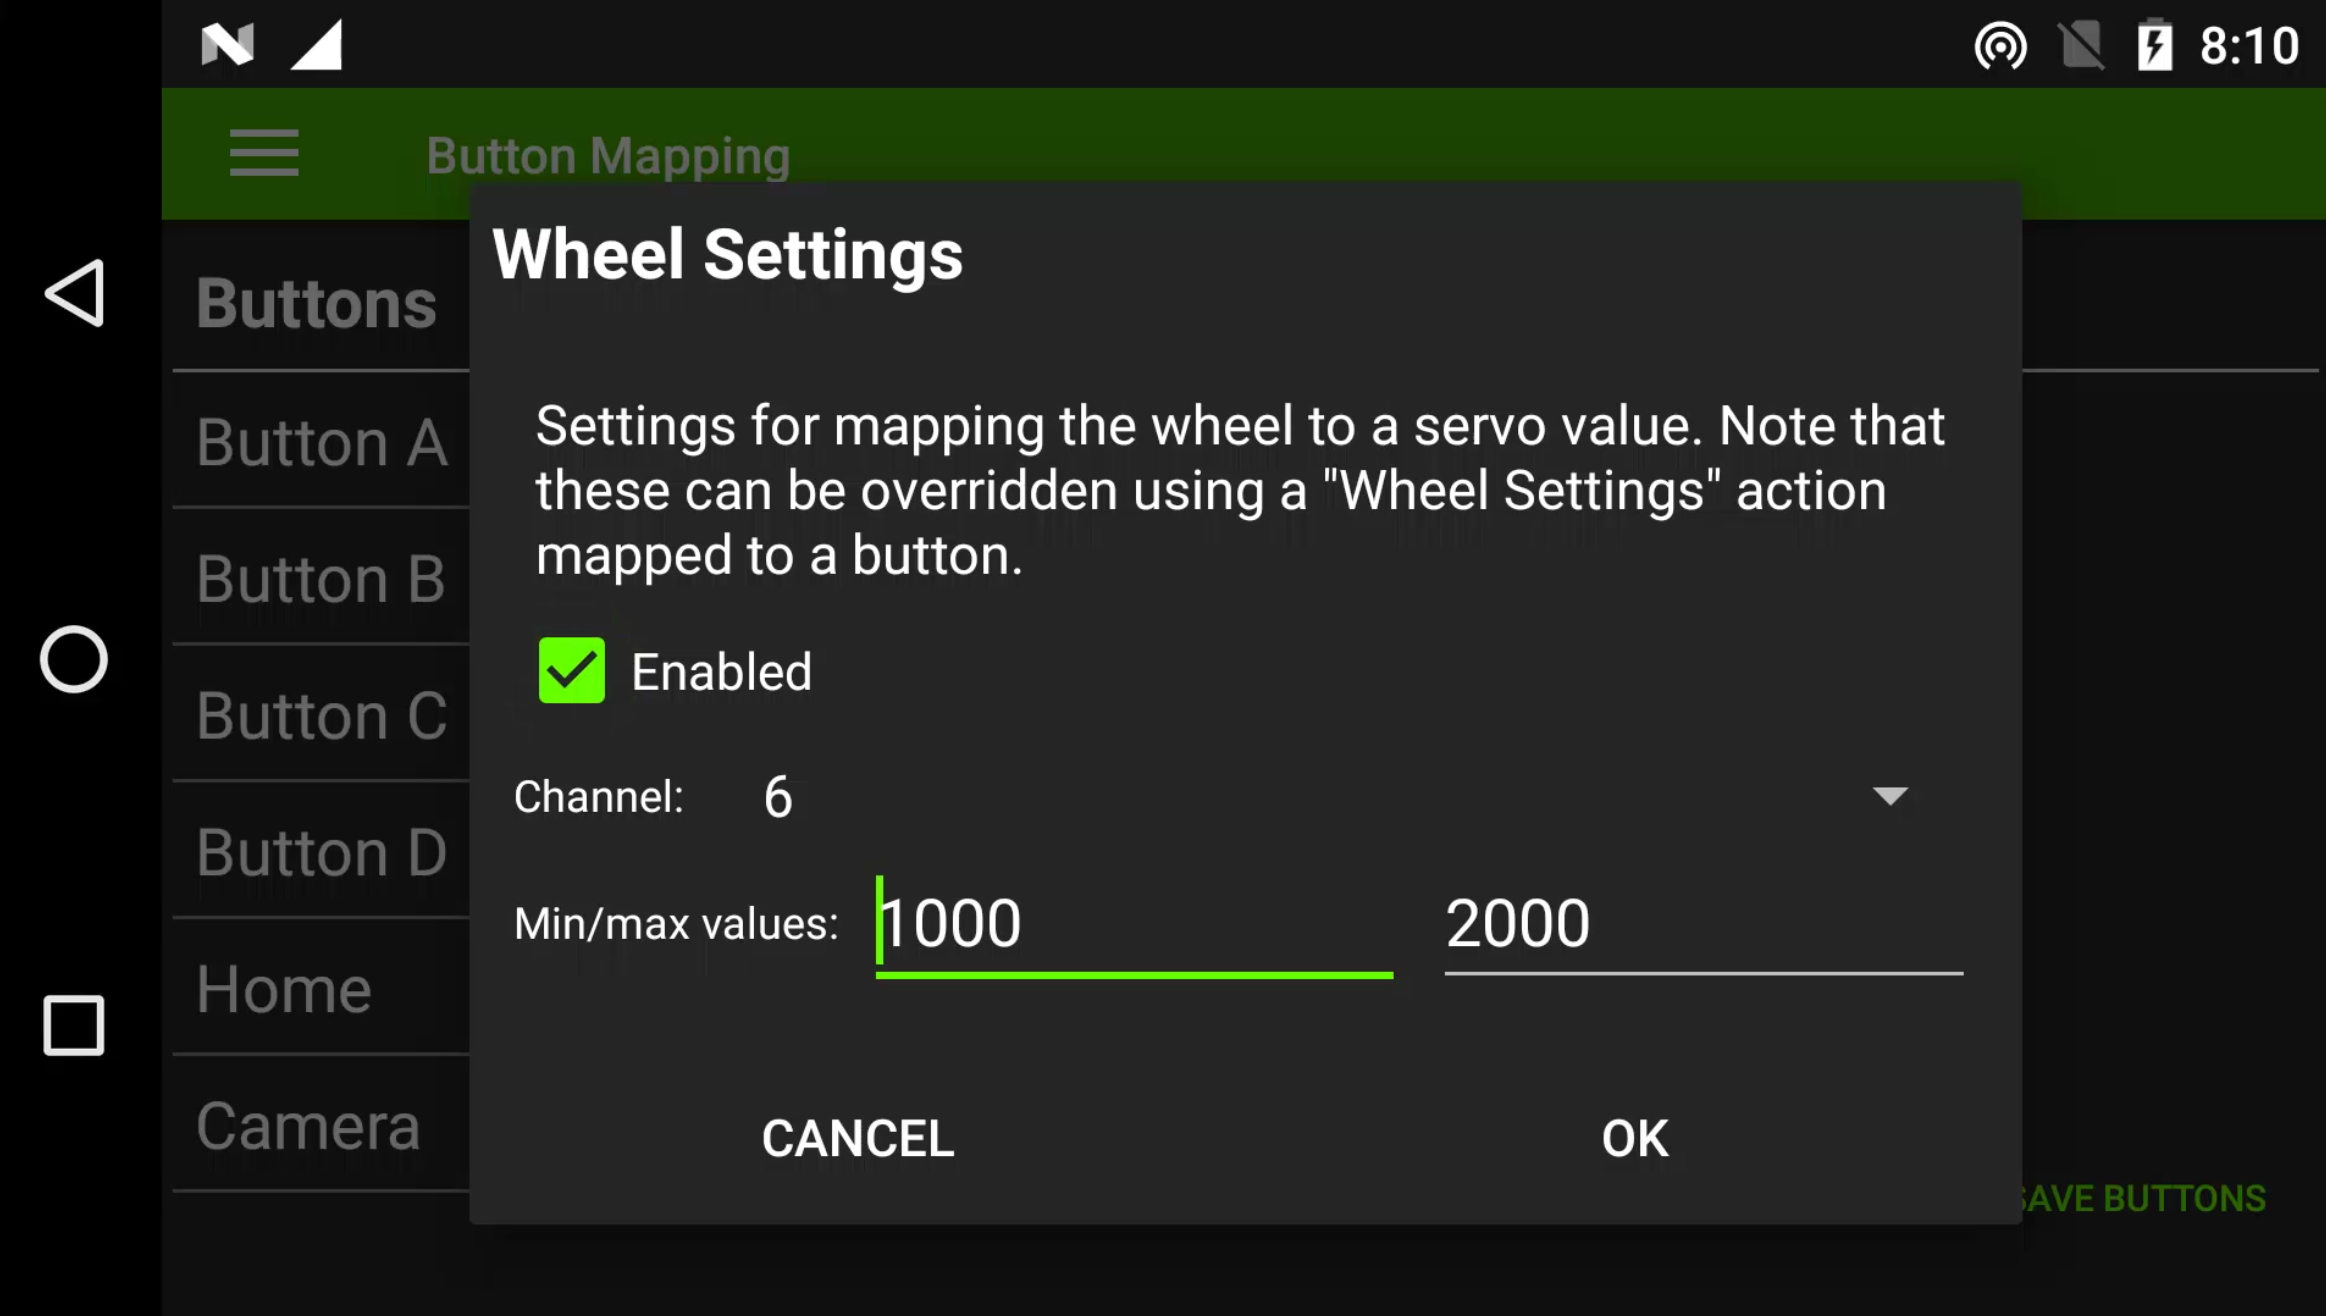 8:10
Button Mapping
Wheel Settings
Buttons
Settings for mapping the wheel to a servo value. Note that
these can be overridden using a "Wheel Settings" action
mapped to a button.
Button A
Button B
Enabled
Button C
Channel: 6
Button D
Min/max values: 1000 2000
Home
Camera
CANCEL OK
SAVE BUTTONS